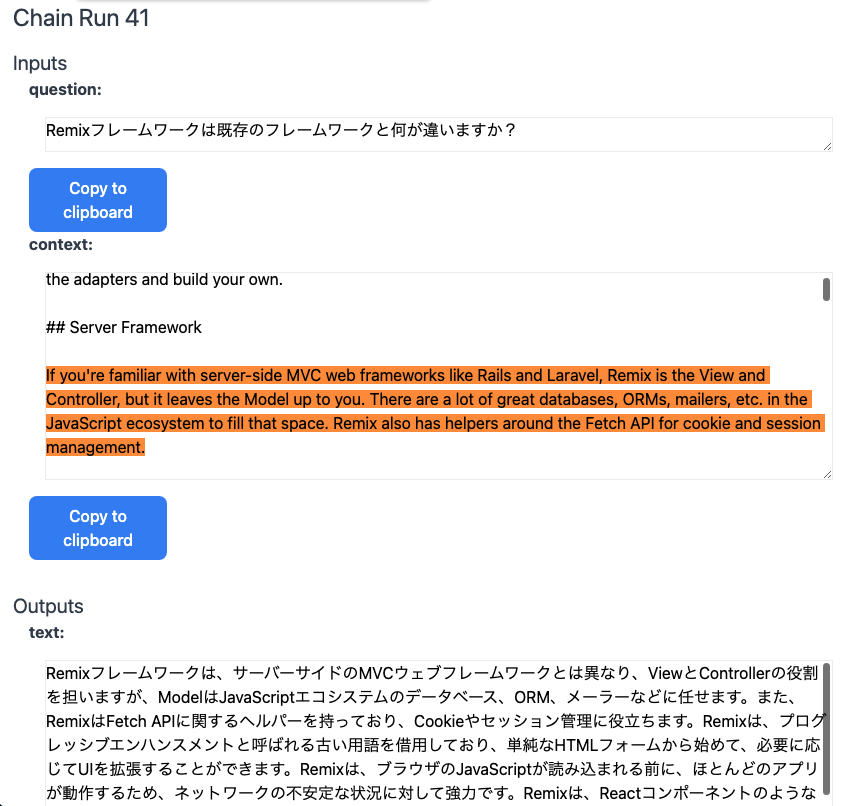 Chain Run 41
Inputs
question:
Remixフレームワークは既存のフレームワークと何が違いますか？
Copy to
clipboard
context:
the adapters and build your own.
## Server Framework
If you're familiar with server-side MVC web frameworks like Rails and Laravel, Remix is the View and
Controller, but it leaves the Model up to you. There are a lot of great databases, ORMs, mailers, etc. in the
JavaScript ecosystem to fill that space. Remix also has helpers around the Fetch API for cookie and session
management.
Copy to
clipboard
Outputs
text:
Remixフレームワークは、サーバーサイドのMVCウェブフレームワークとは異なり、ViewとControllerの役割
を担いますが、ModelはJavaScriptエコシステムのデータベース、ORM、メーラーなどに任せます。また、
RemixはFetch APIに関するヘルパーを持っており、Cookieやセッション管理に役立ちます。Remixは、プログ
レッシブエンハンスメントと呼ばれる古い用語を借用しており、単純なHTMLフォームから始めて、必要に応
じてUIを拡張することができます。Remixは、ブラウザのJavaScriptが読み込まれる前に、ほとんどのアプリ
が動作するため、ネットワークの不安定な状況に対して強力です。Remixは、Reactコンポーネントのような